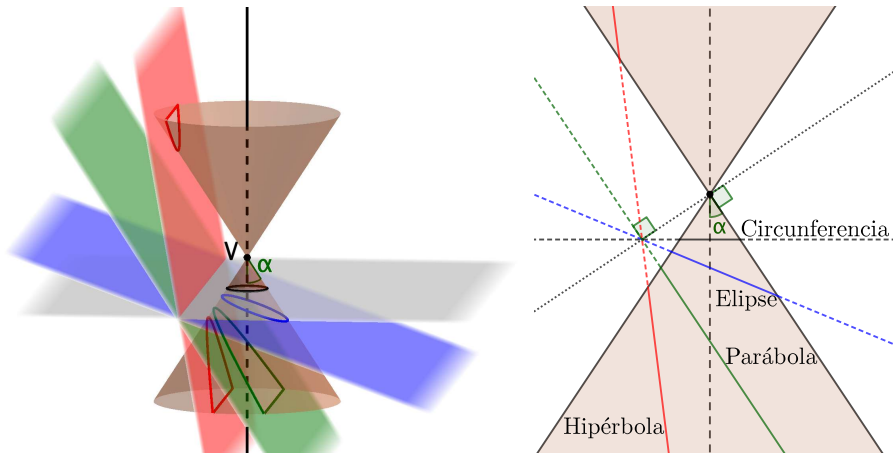 V
α
α
Circunferencia
Elipse
Parábola
Hipérbola